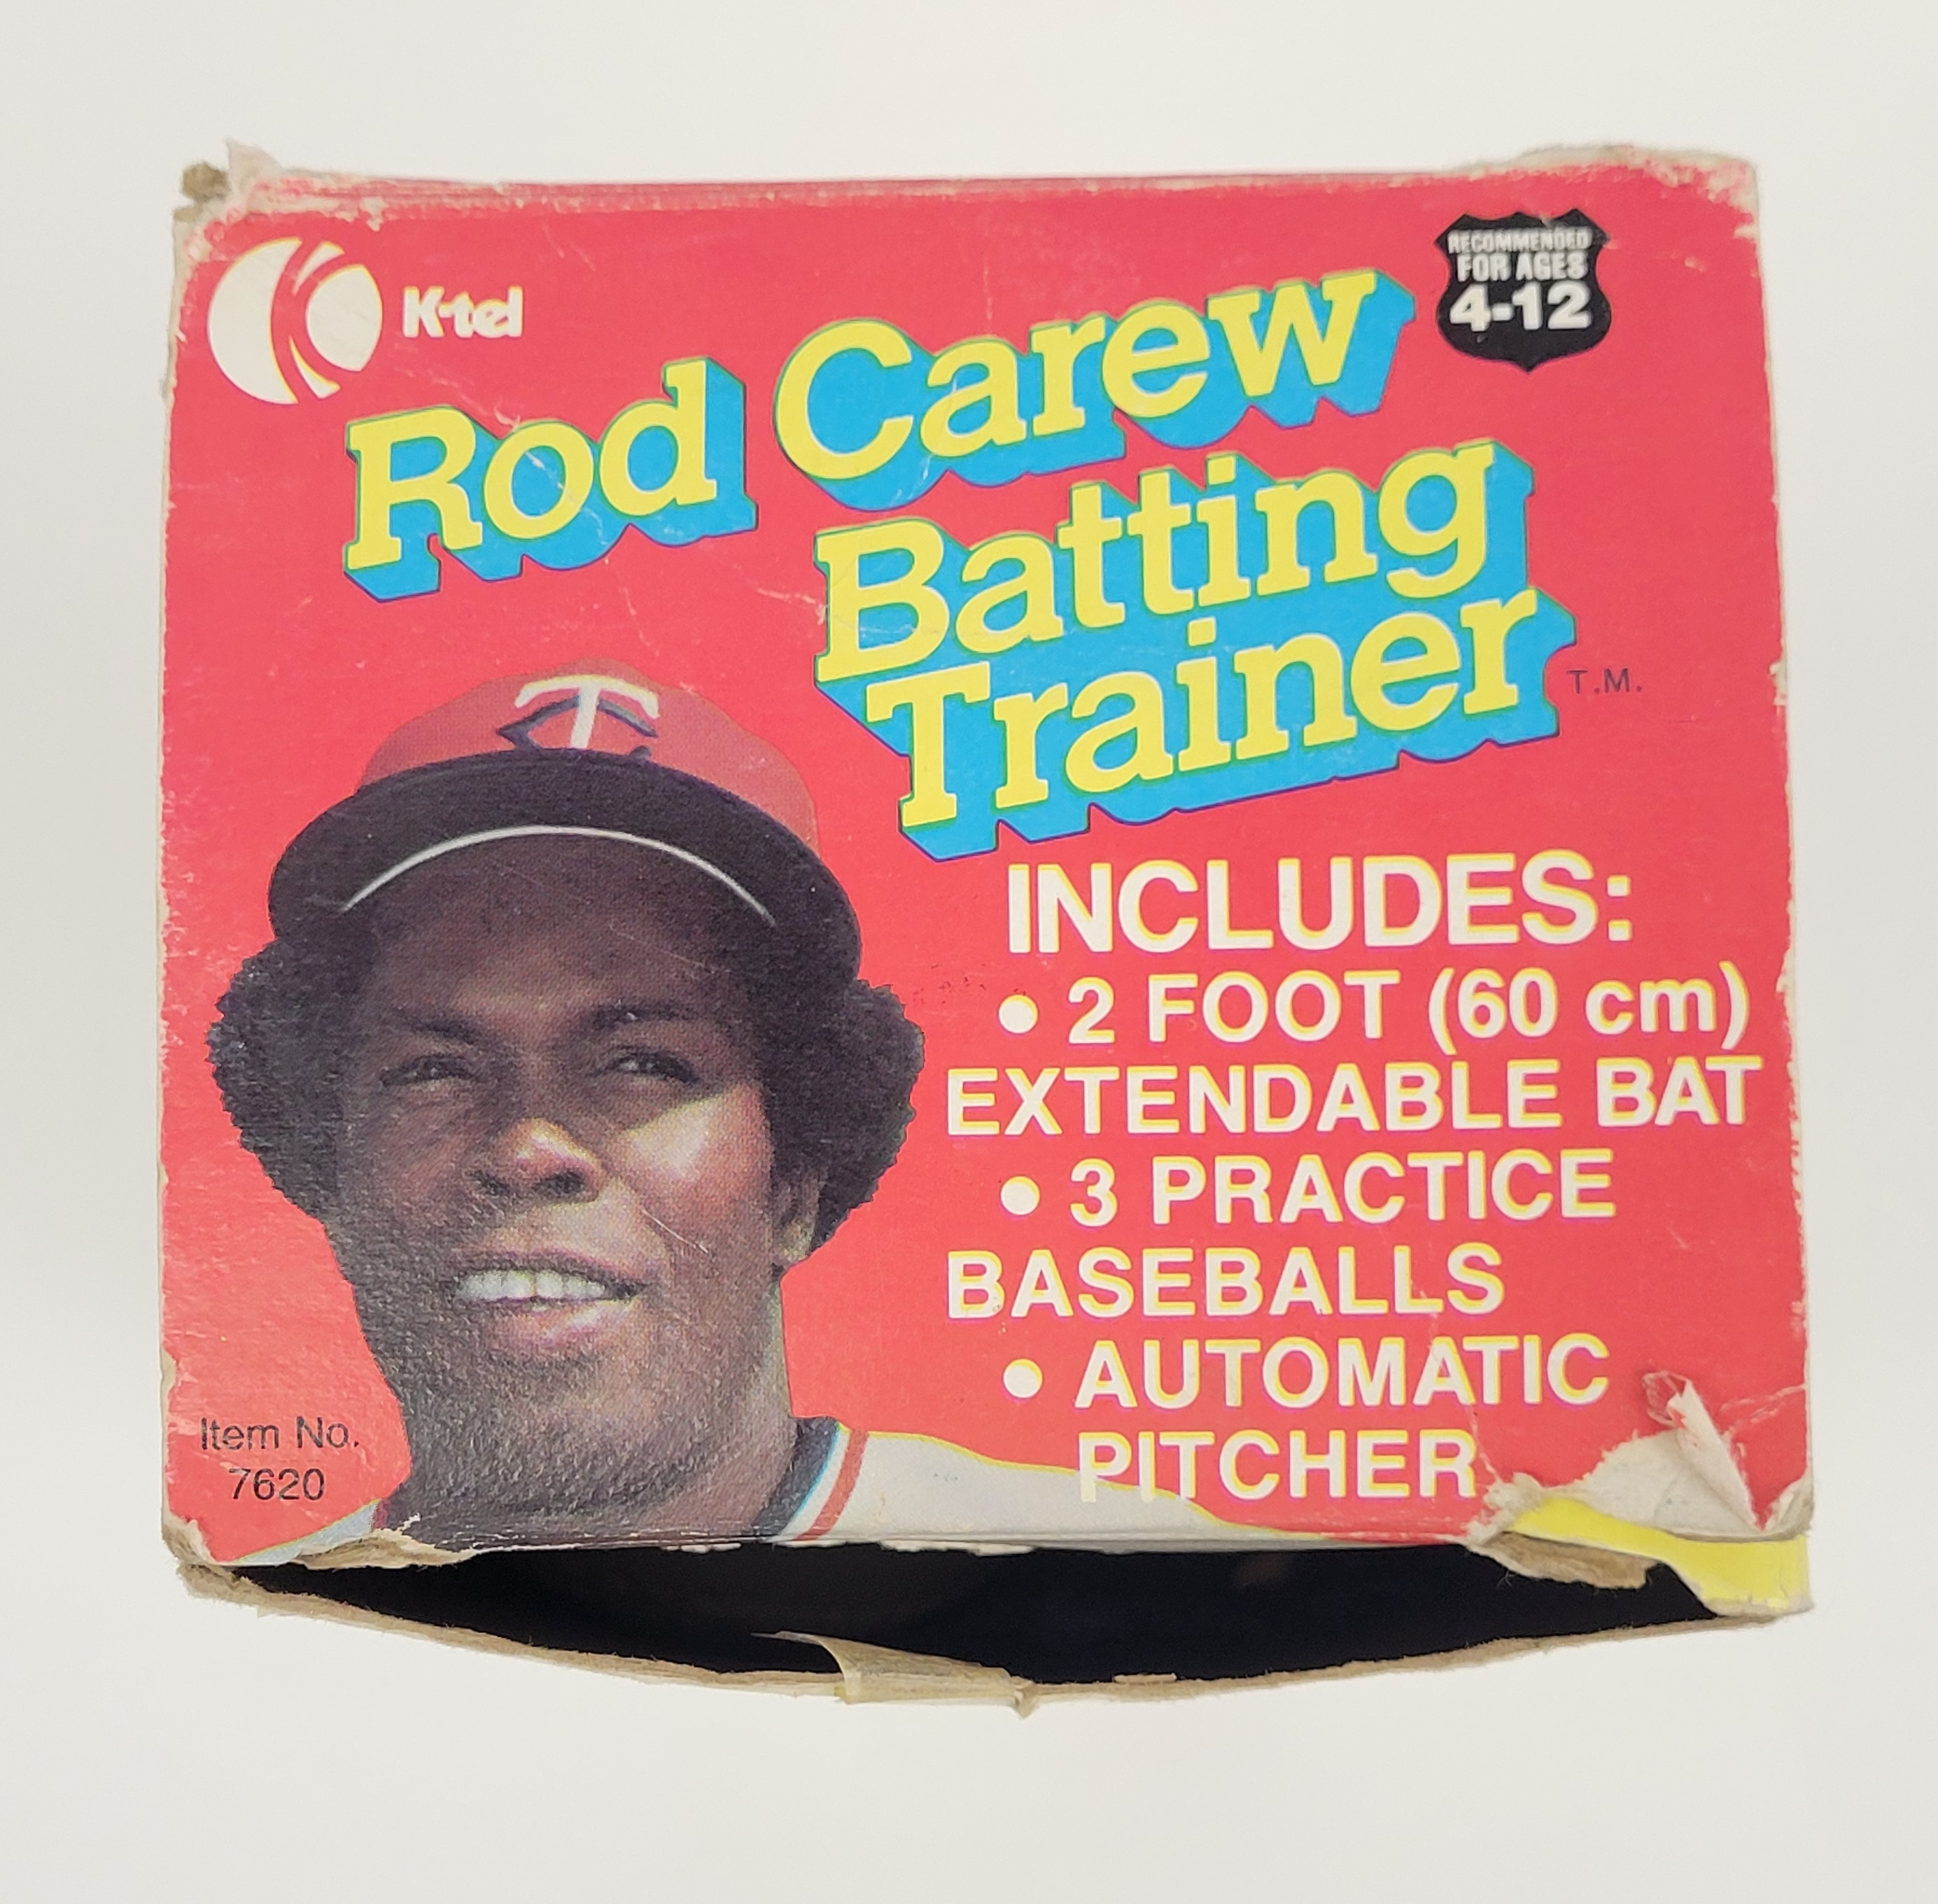 K-tel
RECOMMENDED
FOR AGES
4-12
Rod Carew
Batting
Trainer T.M.
TC
INCLUDES:
• 2 FOOT (60 cm)
EXTENDABLE BAT
• 3 PRACTICE
BASEBALLS
• AUTOMATIC
PITCHER
Item No.
7620